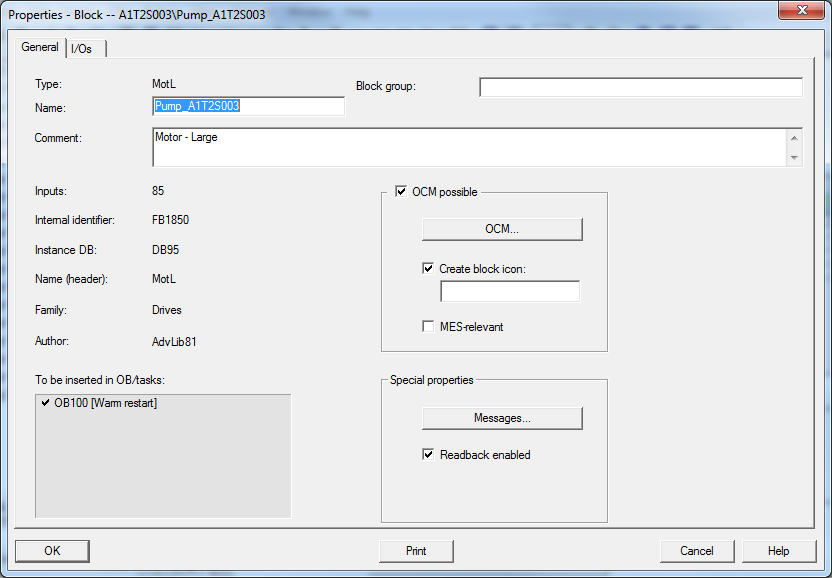 Properties - Block -- A1T2S003\Pump_A1T2S003
General
I/Os
Type: MotL
Block group:
Name: Pump_A1T2S003
Comment: Motor - Large
Inputs: 85
Internal identifier: FB1850
Instance DB: DB95
Name (header): MotL
Family: Drives
Author: AdvLib81
OCM possible
OCM...
Create block icon:
MES-relevant
To be inserted in OB/tasks:
OB100 [Warm restart]
Special properties
Messages...
Readback enabled
OK
Print
Cancel
Help